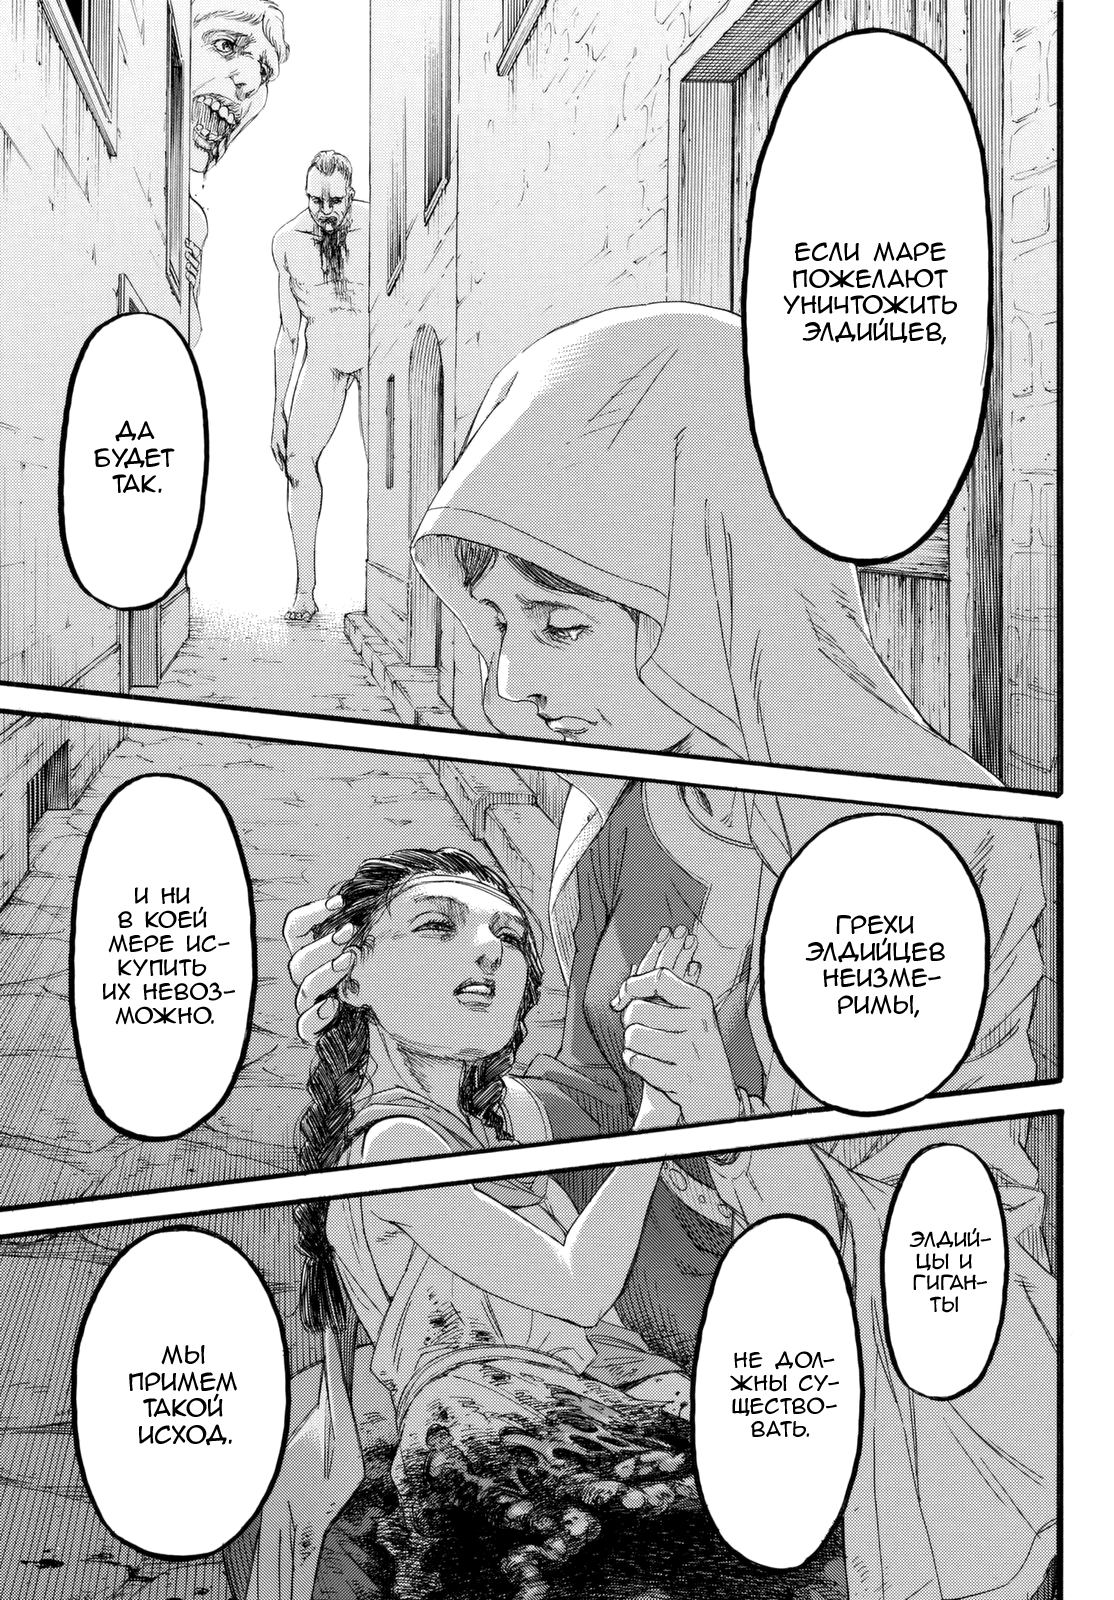 ЕСЛИ МАРЕ
ПОЖЕЛАЮТ
УНИЧТОЖИТЬ
ЭЛДИЙЦЕВ,
ДА
БУДЕТ
ТАК.
ГРЕХИ
ЭЛДИЙЦЕВ
НЕИЗМЕ-
РИМЫ,
И НИ
В КОЕЙ
МЕРЕ ИС-
КУПИТЬ
ИХ НЕВОЗ-
МОЖНО.
ЭЛДИЙ-
ЦЫ И
ГИГАН-
ТЫ
НЕ ДОЛ-
ЖНЫ СУ-
ЩЕСТВО-
ВАТЬ.
МЫ
ПРИМЕМ
ТАКОЙ
ИСХОД.